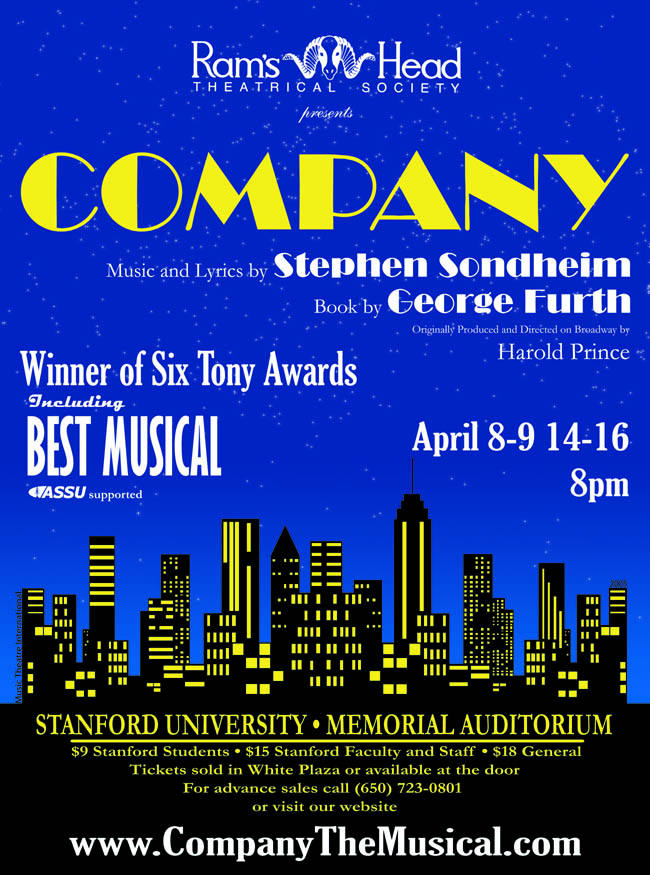 Ram's Head
THEATRICAL SOCIETY
presents
COMPANY
Music and Lyrics by Stephen Sondheim
Book by George Furth
Originally Produced and Directed on Broadway by
Harold Prince
Winner of Six Tony Awards
Including
BEST MUSICAL
ASSU supported
April 8-9 14-16
8pm
2005
Music Theatre International
STANFORD UNIVERSITY • MEMORIAL AUDITORIUM
$9 Stanford Students • $15 Stanford Faculty and Staff • $18 General
Tickets sold in White Plaza or available at the door
For advance sales call (650) 723-0801
or visit our website
www.CompanyTheMusical.com